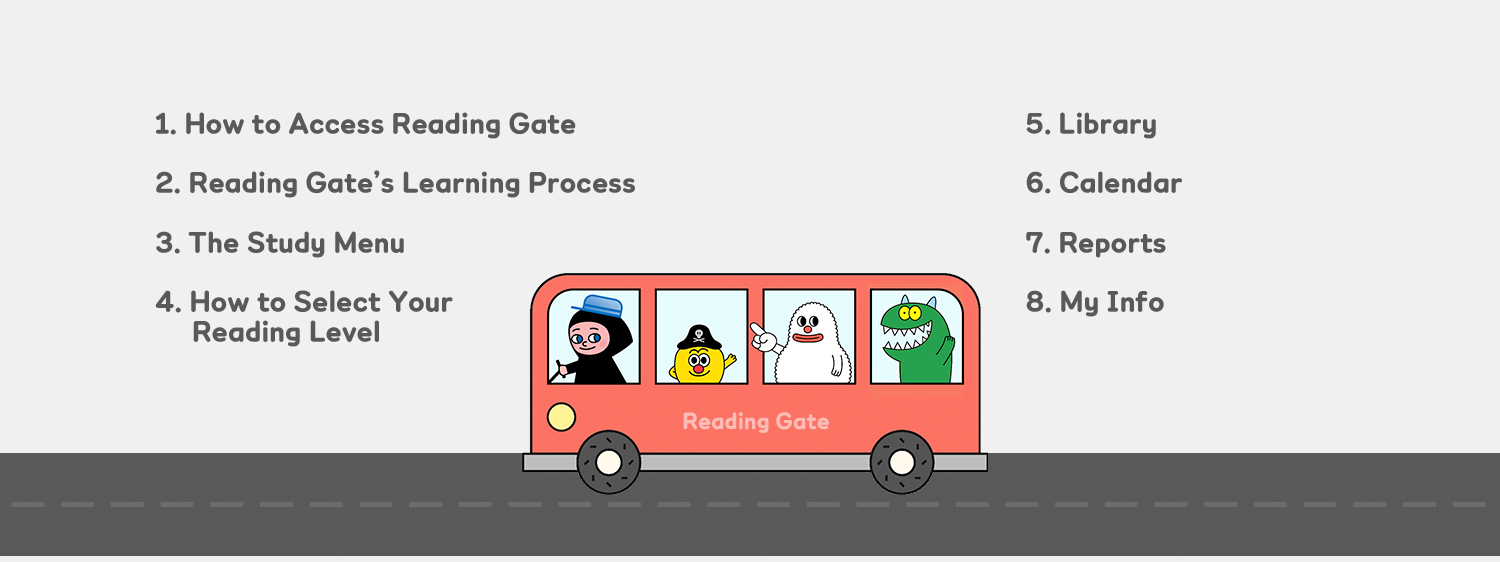 1. How to Access Reading Gate
2. Reading Gate’s Learning Process
3. The Study Menu
4. How to Select Your
Reading Level
5. Library
6. Calendar
7. Reports
8. My Info
Reading Gate